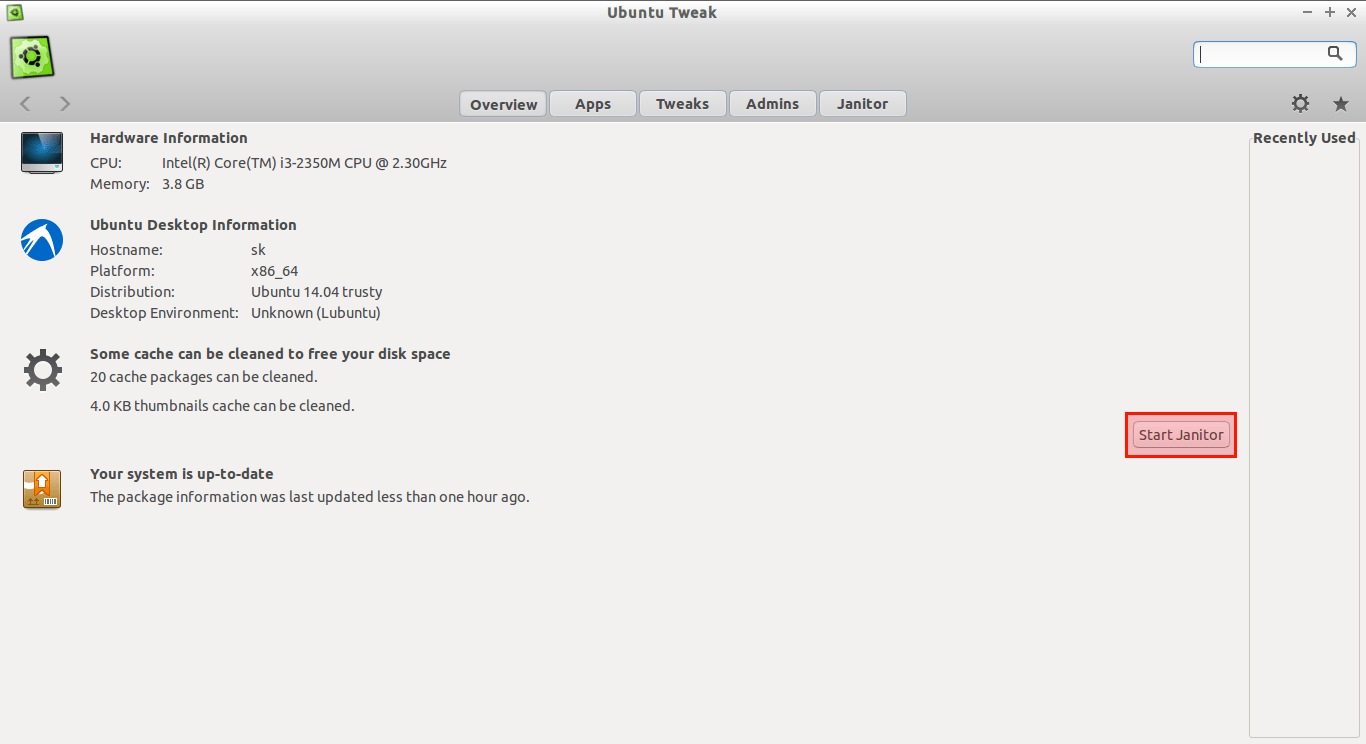 Ubuntu Tweak
Overview Apps Tweaks Admins Janitor
Hardware Information
CPU: Intel(R) Core(TM) i3-2350M CPU @ 2.30GHz
Memory: 3.8 GB
Ubuntu Desktop Information
Hostname: sk
Platform: x86_64
Distribution: Ubuntu 14.04 trusty
Desktop Environment: Unknown (Lubuntu)
Some cache can be cleaned to free your disk space
20 cache packages can be cleaned.
4.0 KB thumbnails cache can be cleaned.
Start Janitor
Your system is up-to-date
The package information was last updated less than one hour ago.
Recently Used